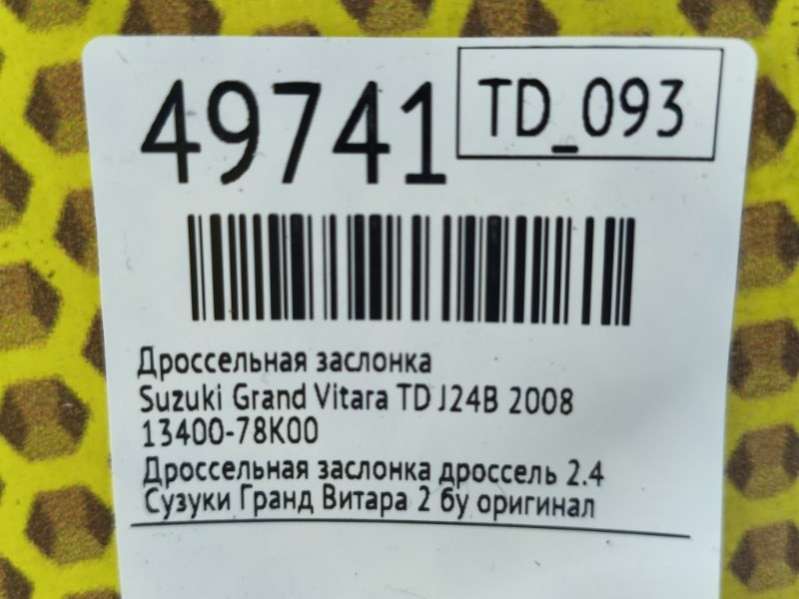 49741
TD_093
Дроссельная заслонка
Suzuki Grand Vitara TD J24B 2008
13400-78K00
Дроссельная заслонка дроссель 2.4
Сузуки Гранд Витара 2 бу оригинал